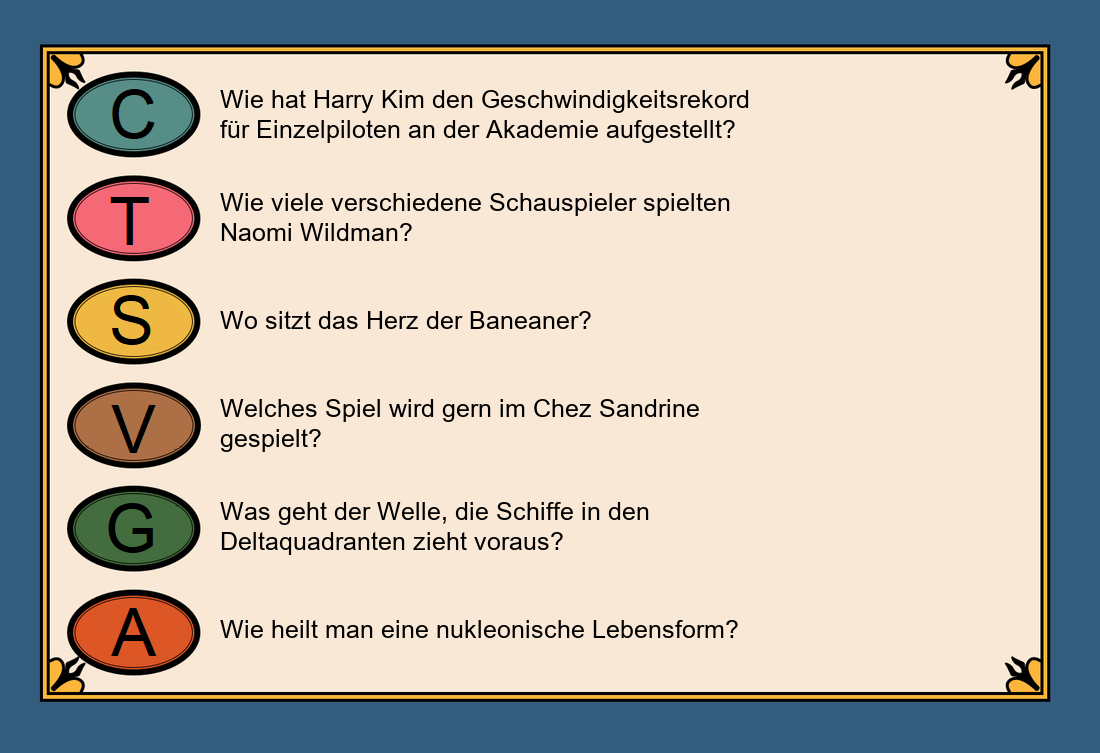 C
Wie hat Harry Kim den Geschwindigkeitsrekord
für Einzelpiloten an der Akademie aufgestellt?
T
Wie viele verschiedene Schauspieler spielten
Naomi Wildman?
S
Wo sitzt das Herz der Baneaner?
V
Welches Spiel wird gern im Chez Sandrine
gespielt?
G
Was geht der Welle, die Schiffe in den
Deltaquadranten zieht voraus?
A
Wie heilt man eine nukleonische Lebensform?